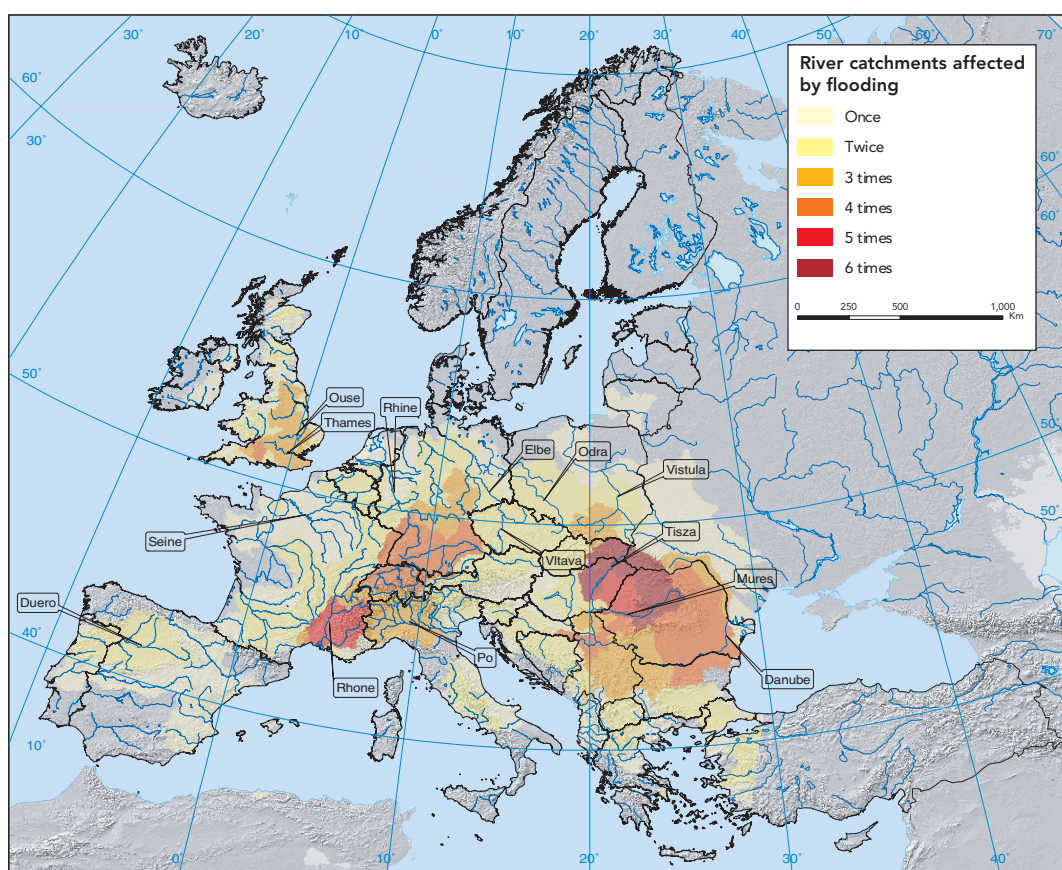 30°
20°
10°
0°
10°
20°
30°
40°
50°
60°
70°
60°
30°
50°
40°
10°
60°
60°
50°
50°
40°
0°
10°
20°
30°
40°
River catchments affected
by flooding
Once
Twice
3 times
4 times
5 times
6 times
0
250
500
1,000
Km
Ouse
Thames
Rhine
Elbe
Odra
Vistula
Seine
Vltava
Tisza
Mures
Duero
Po
Rhone
Danube